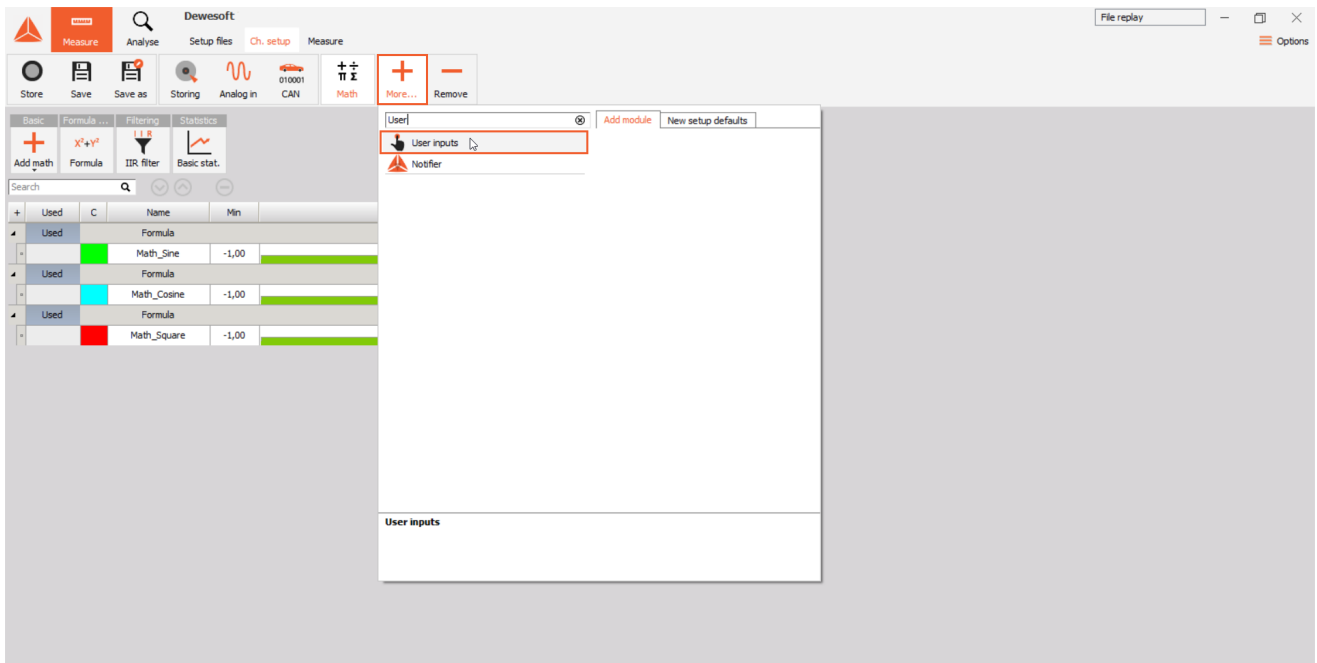 Dewesoft
File replay
Measure
Analyse
Setup files
Ch. setup
Measure
Options
Store
Save
Save as
Storing
Analog in
010001
CAN
+ ÷
π Σ
Math
More...
Remove
Basic
Formula ...
Filtering
Statistics
Add math
X²+Y²
Formula
I I R
IIR filter
Basic stat.
Search
+ Used C Name Min
Used Formula
Math_Sine -1,00
Used Formula
Math_Cosine -1,00
Used Formula
Math_Square -1,00
User
Add module
New setup defaults
User inputs
Notifier
User inputs